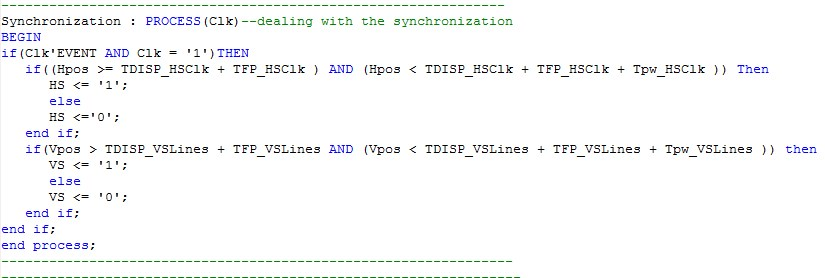 --------------------------------------------------------------
Synchronization : PROCESS(Clk)--dealing with the synchronization
BEGIN
if(Clk'EVENT AND Clk = '1')THEN
   if((Hpos >= TDISP_HSClk + TFP_HSClk ) AND (Hpos < TDISP_HSClk + TFP_HSClk + Tpw_HSClk )) Then
      HS <= '1';
      else
      HS <='0';
   end if;
   if(Vpos > TDISP_VSLines + TFP_VSLines AND (Vpos < TDISP_VSLines + TFP_VSLines + Tpw_VSLines )) then
      VS <= '1';
      else
      VS <= '0';
   end if;
end if;
end process;
---------------------------------------------------------------
----------------------------------------------------------------